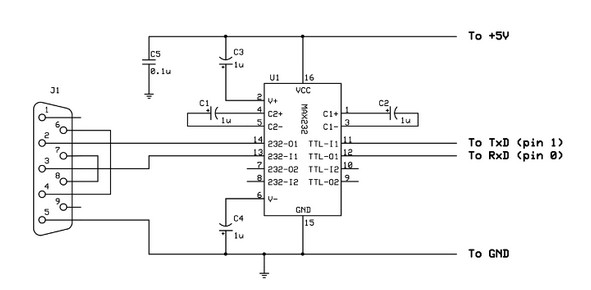 To +5V
C5
0.1u
C3
1u
U1
16
VCC
J1
1
6
2
7
3
8
4
9
5
MAX232
2 V+
4 C2+
5 C2-
14 232-O1
13 232-I1
7 232-O2
8 232-I2
6 V-
C1+ 1
C1- 3
TTL-I1 11
TTL-O1 12
TTL-I2 10
TTL-O2 9
GND
15
C1
1u
C2
1u
To TxD (pin 1)
To RxD (pin 0)
C4
1u
To GND